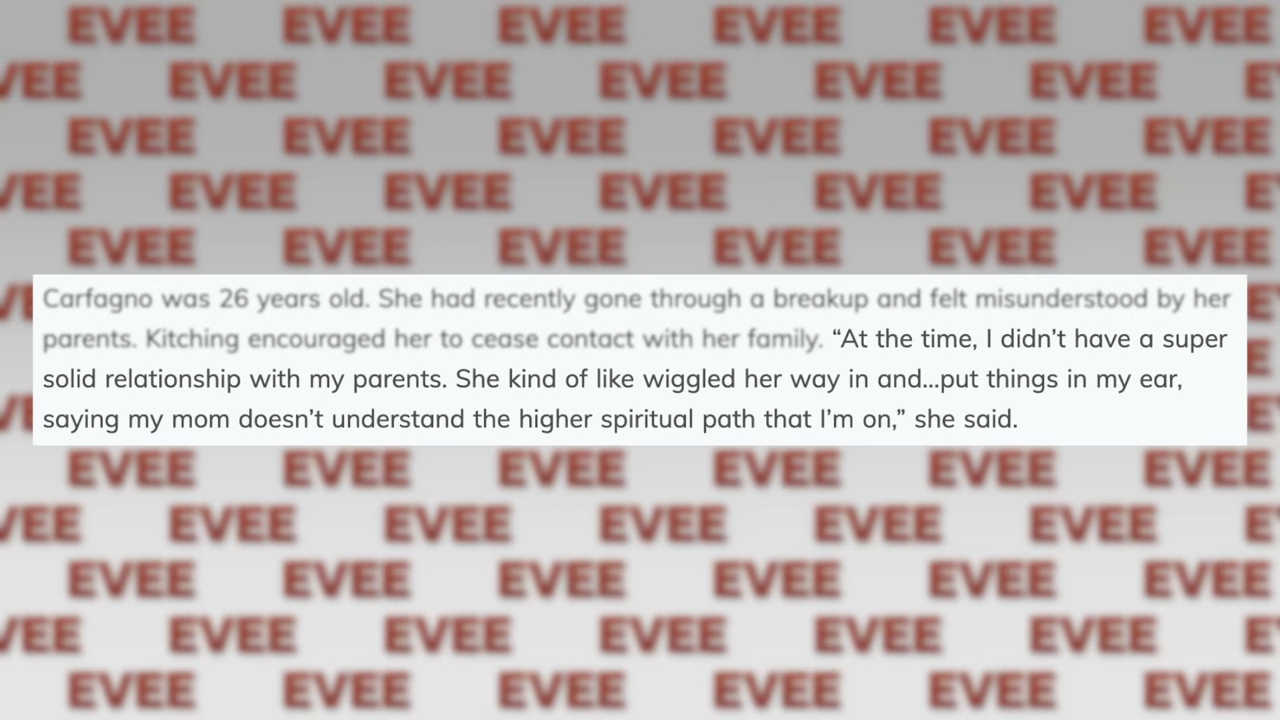 EVEE EVEE EVEE EVEE EVEE EVEE
VEE EVEE EVEE EVEE EVEE EVEE E
EVEE EVEE EVEE EVEE EVEE EVEE
VEE EVEE EVEE EVEE EVEE EVEE E
EVEE EVEE EVEE EVEE EVEE EVEE
Carfagno was 26 years old. She had recently gone through a breakup and felt misunderstood by her
parents. Kitching encouraged her to cease contact with her family. “At the time, I didn’t have a super
solid relationship with my parents. She kind of like wiggled her way in and...put things in my ear,
saying my mom doesn’t understand the higher spiritual path that I’m on,” she said.
EVEE EVEE EVEE EVEE EVEE EVEE
VEE EVEE EVEE EVEE EVEE EVEE E
EVEE EVEE EVEE EVEE EVEE EVEE
VEE EVEE EVEE EVEE EVEE EVEE E
EVEE EVEE EVEE EVEE EVEE EVEE